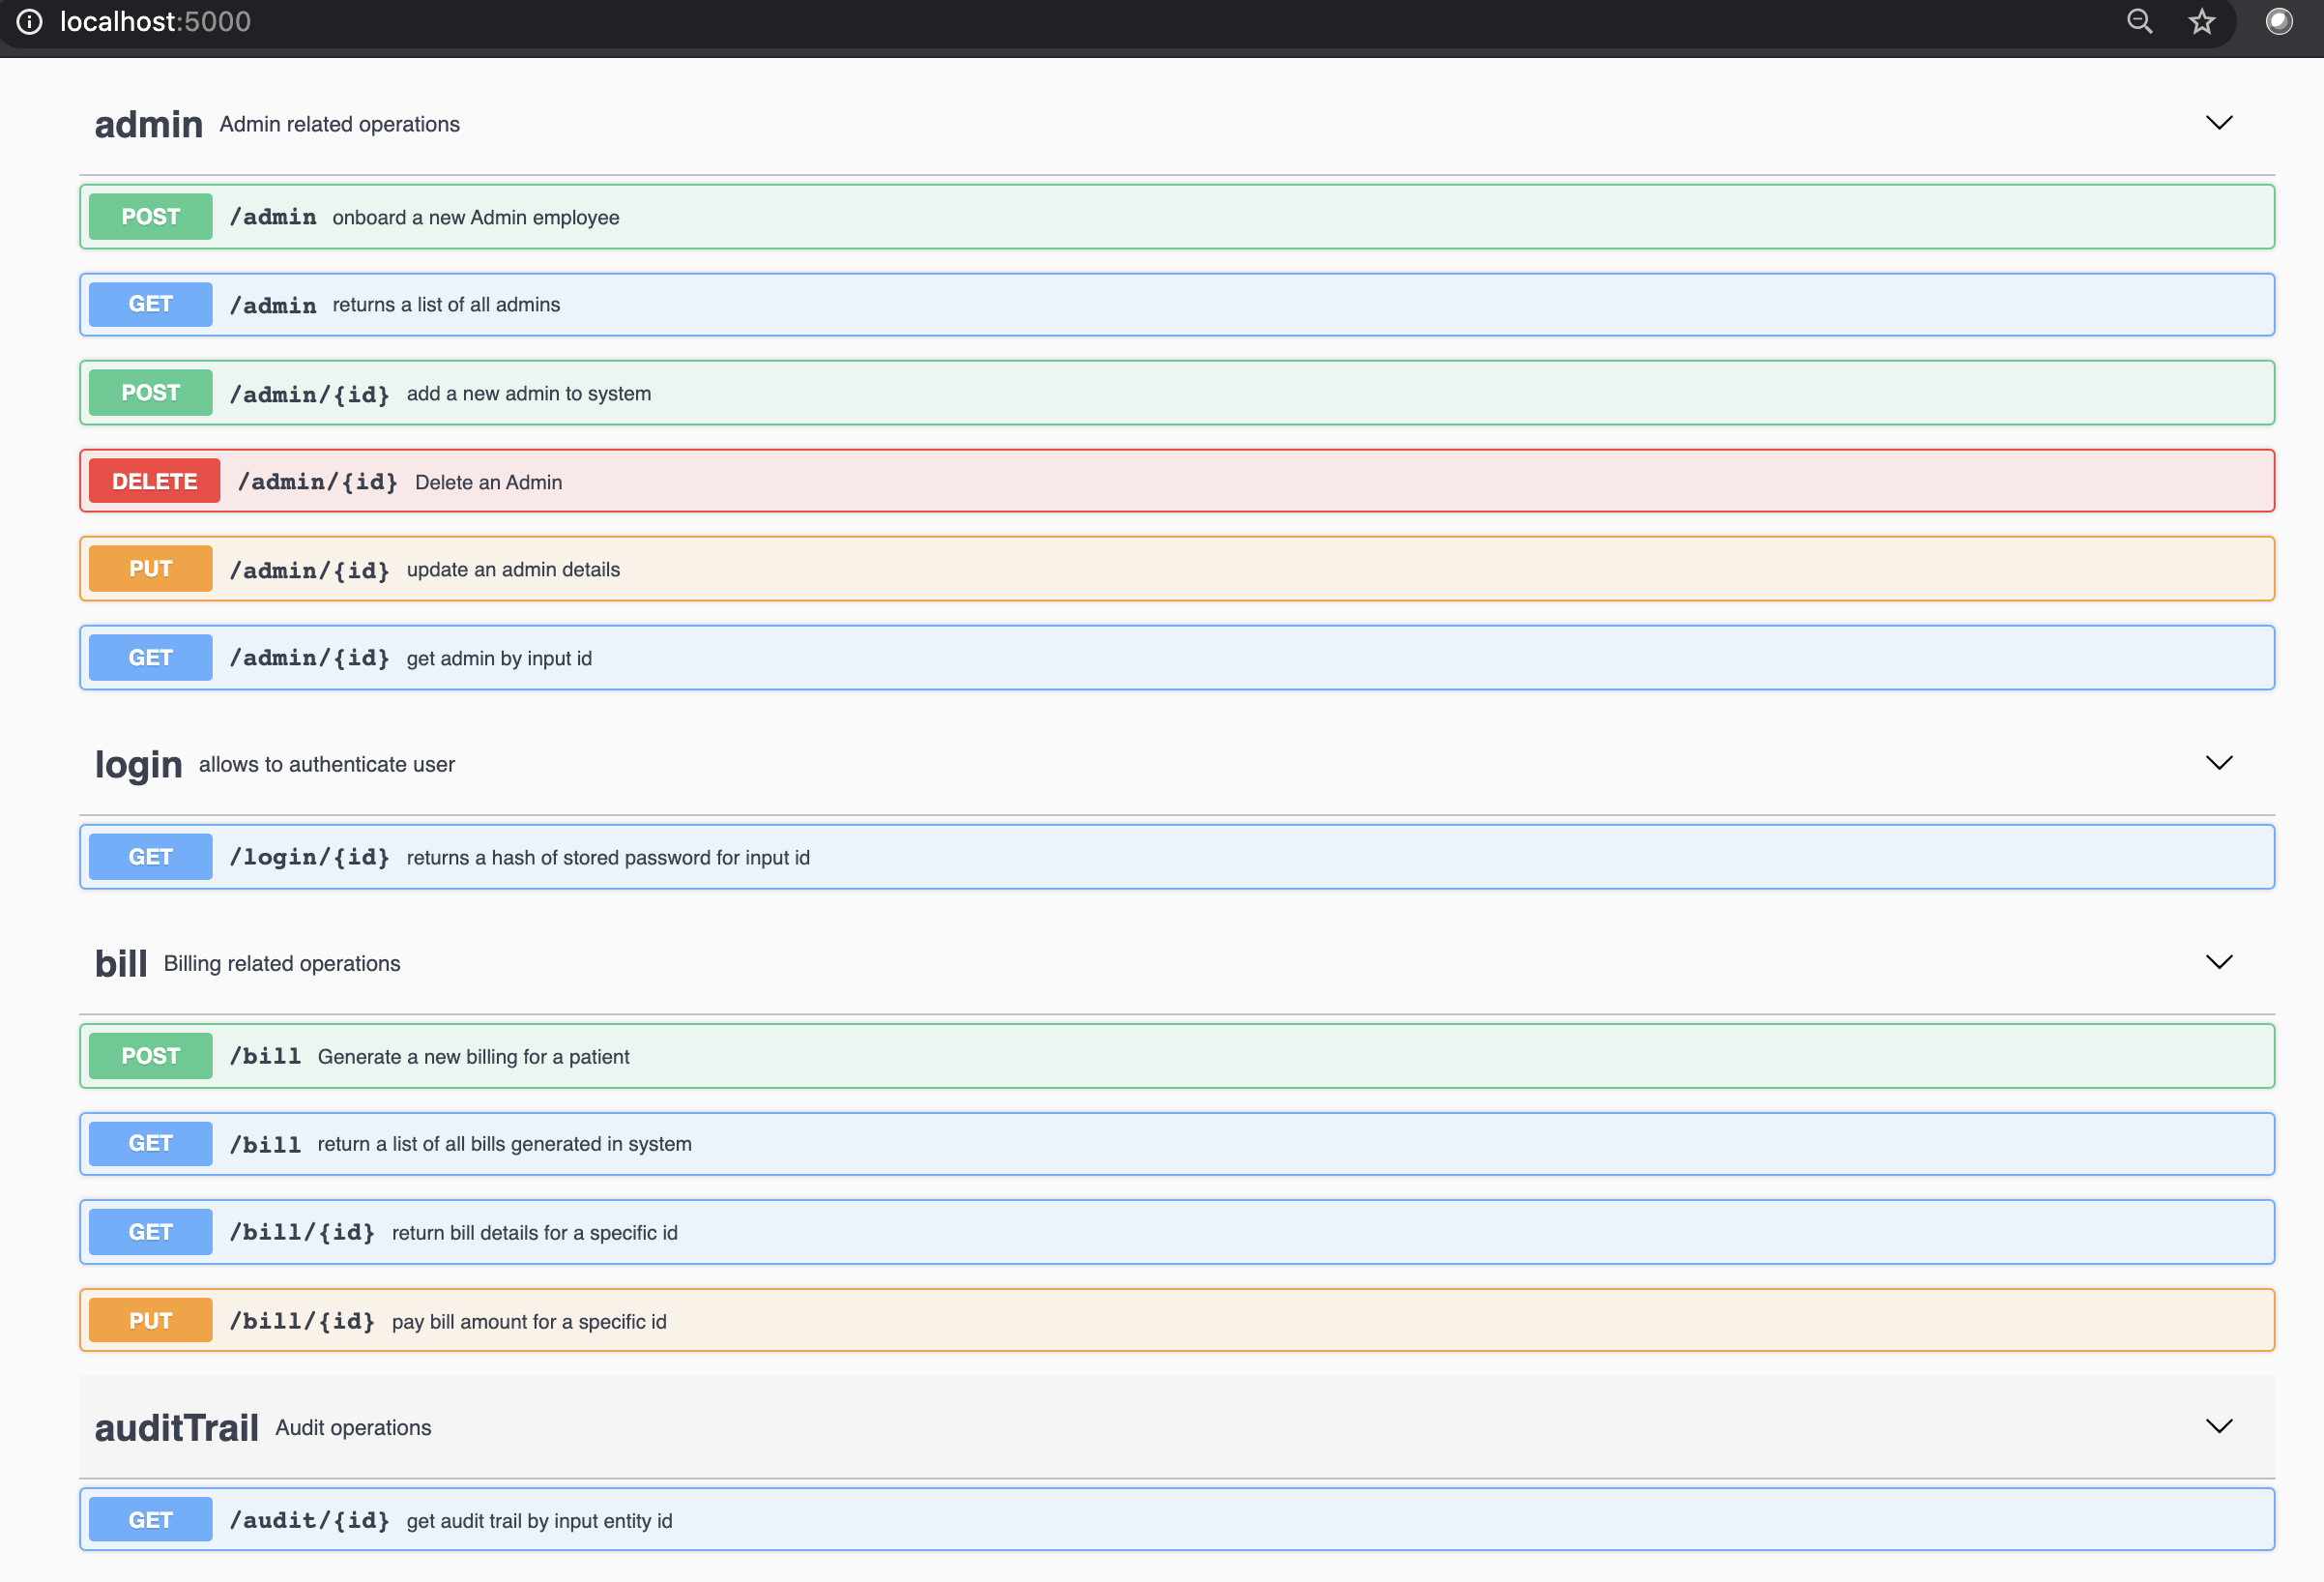 localhost:5000
admin Admin related operations
POST /admin onboard a new Admin employee
GET /admin returns a list of all admins
POST /admin/{id} add a new admin to system
DELETE /admin/{id} Delete an Admin
PUT /admin/{id} update an admin details
GET /admin/{id} get admin by input id
login allows to authenticate user
GET /login/{id} returns a hash of stored password for input id
bill Billing related operations
POST /bill Generate a new billing for a patient
GET /bill return a list of all bills generated in system
GET /bill/{id} return bill details for a specific id
PUT /bill/{id} pay bill amount for a specific id
auditTrail Audit operations
GET /audit/{id} get audit trail by input entity id